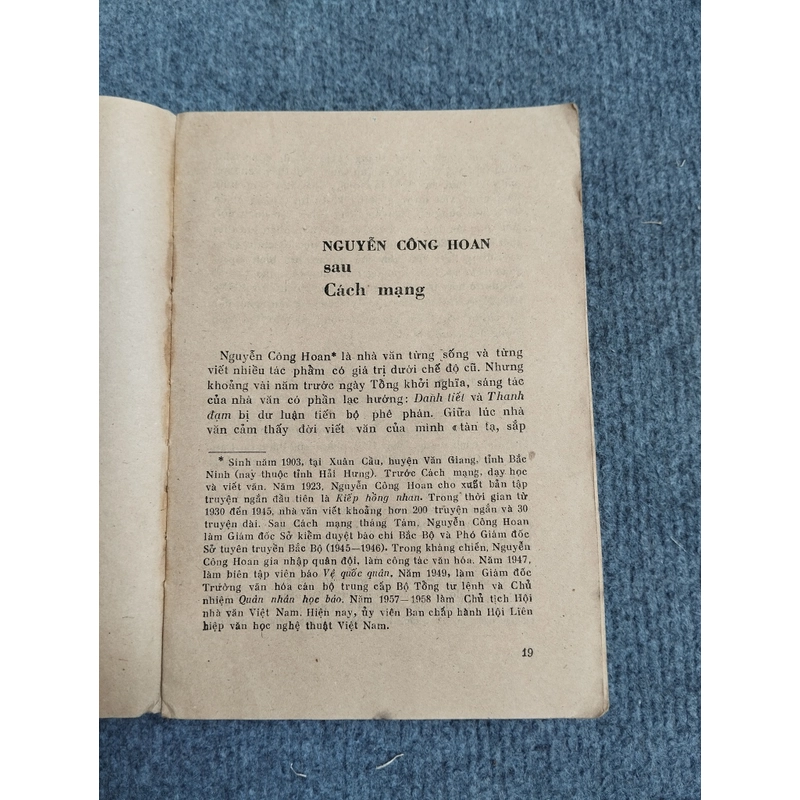 NGUYỄN CÔNG HOAN
sau
Cách mạng
Nguyễn Công Hoan* là nhà văn từng sống và từng
viết nhiều tác phẩm có giá trị dưới chế độ cũ. Nhưng
khoảng vài năm trước ngày Tổng khởi nghĩa, sáng tác
của nhà văn có phần lạc hướng: Danh tiết và Thanh
đạm bị dư luận tiến bộ phê phán. Giữa lúc nhà
văn cảm thấy đời viết văn của mình «tàn tạ, sắp
* Sinh năm 1903, tại Xuân Cầu, huyện Văn Giang, tỉnh Bắc
Ninh (nay thuộc tỉnh Hải Hưng). Trước Cách mạng, dạy học
và viết văn. Năm 1923, Nguyễn Công Hoan cho xuất bản tập
truyện ngắn đầu tiên là Kiếp hồng nhan. Trong thời gian từ
1930 đến 1945, nhà văn viết khoảng hơn 200 truyện ngắn và 30
truyện dài. Sau Cách mạng tháng Tám, Nguyễn Công Hoan
làm Giám đốc Sở kiểm duyệt báo chí Bắc Bộ và Phó Giám đốc
Sở tuyên truyền Bắc Bộ (1945—1946). Trong kháng chiến, Nguyễn
Công Hoan gia nhập quân đội, làm công tác văn hóa. Năm 1947,
làm biên tập viên báo Vệ quốc quân. Năm 1949, làm Giám đốc
Trường văn hóa cán bộ trung cấp Bộ Tổng tư lệnh và Chủ
nhiệm Quân nhân học báo. Năm 1957—1958 làm Chủ tịch Hội
nhà văn Việt Nam. Hiện nay, ủy viên Ban chấp hành Hội Liên
hiệp văn học nghệ thuật Việt Nam.
19